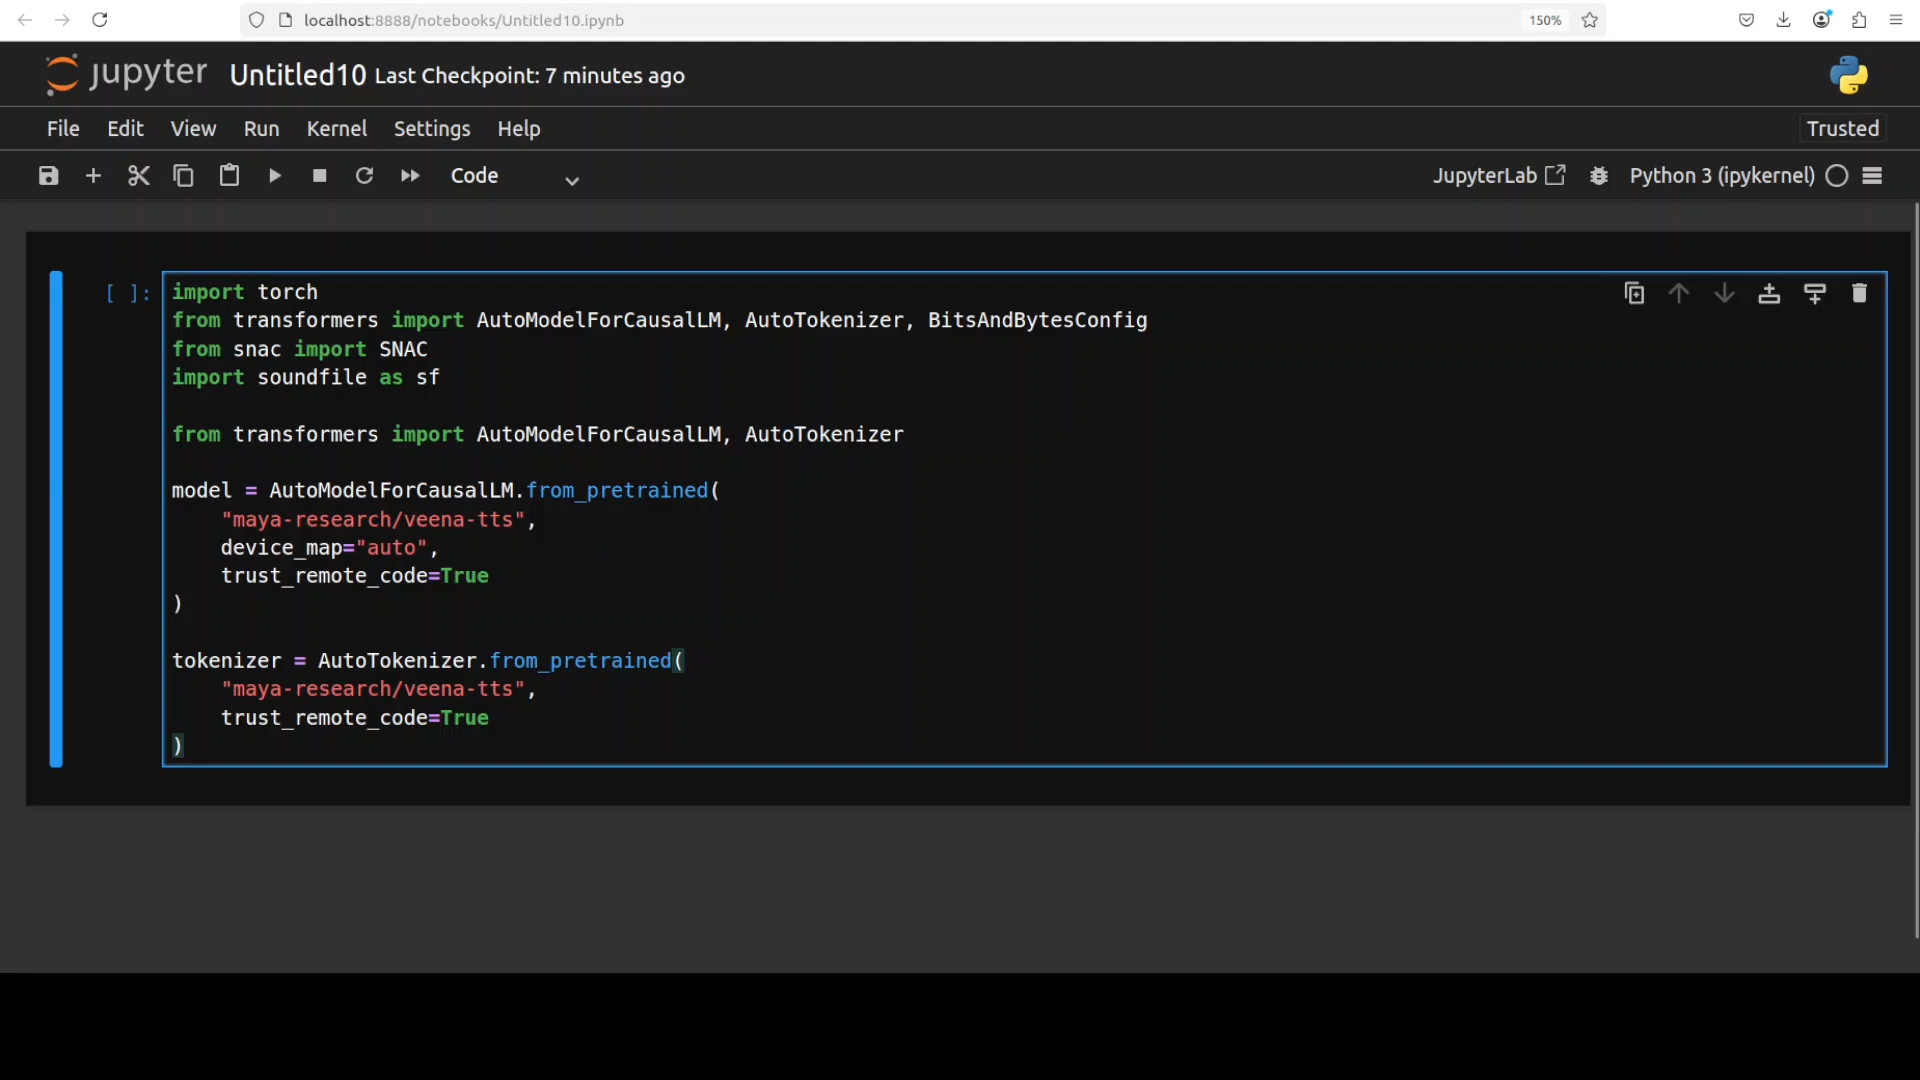 localhost:8888/notebooks/Untitled10.ipynb
150%
jupyter Untitled10 Last Checkpoint: 7 minutes ago
File Edit View Run Kernel Settings Help
Trusted
Code
JupyterLab
Python 3 (ipykernel)
[ ]:
import torch
from transformers import AutoModelForCausalLM, AutoTokenizer, BitsAndBytesConfig
from snac import SNAC
import soundfile as sf
from transformers import AutoModelForCausalLM, AutoTokenizer
model = AutoModelForCausalLM.from_pretrained(
    "maya-research/veena-tts",
    device_map="auto",
    trust_remote_code=True
)
tokenizer = AutoTokenizer.from_pretrained(
    "maya-research/veena-tts",
    trust_remote_code=True
)